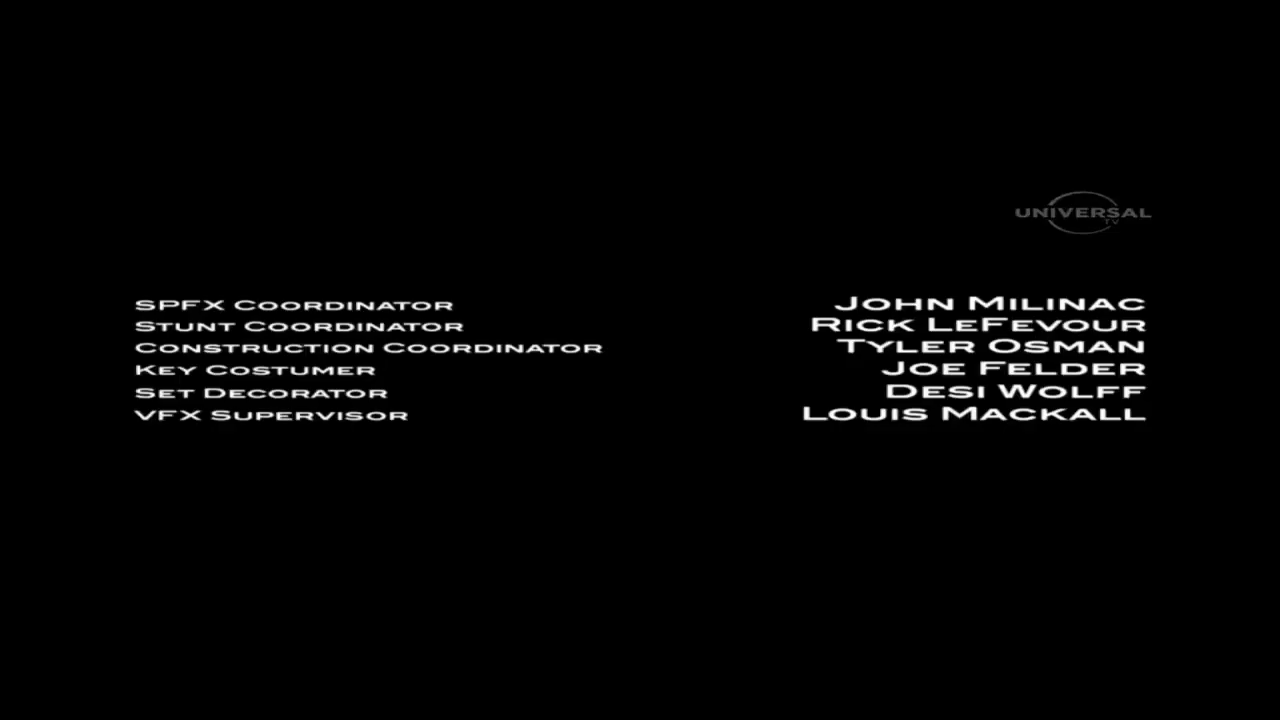 UNIVERSAL
TV
SPFX COORDINATOR JOHN MILINAC
STUNT COORDINATOR RICK LEFEVOUR
CONSTRUCTION COORDINATOR TYLER OSMAN
KEY COSTUMER JOE FELDER
SET DECORATOR DESI WOLFF
VFX SUPERVISOR LOUIS MACKALL